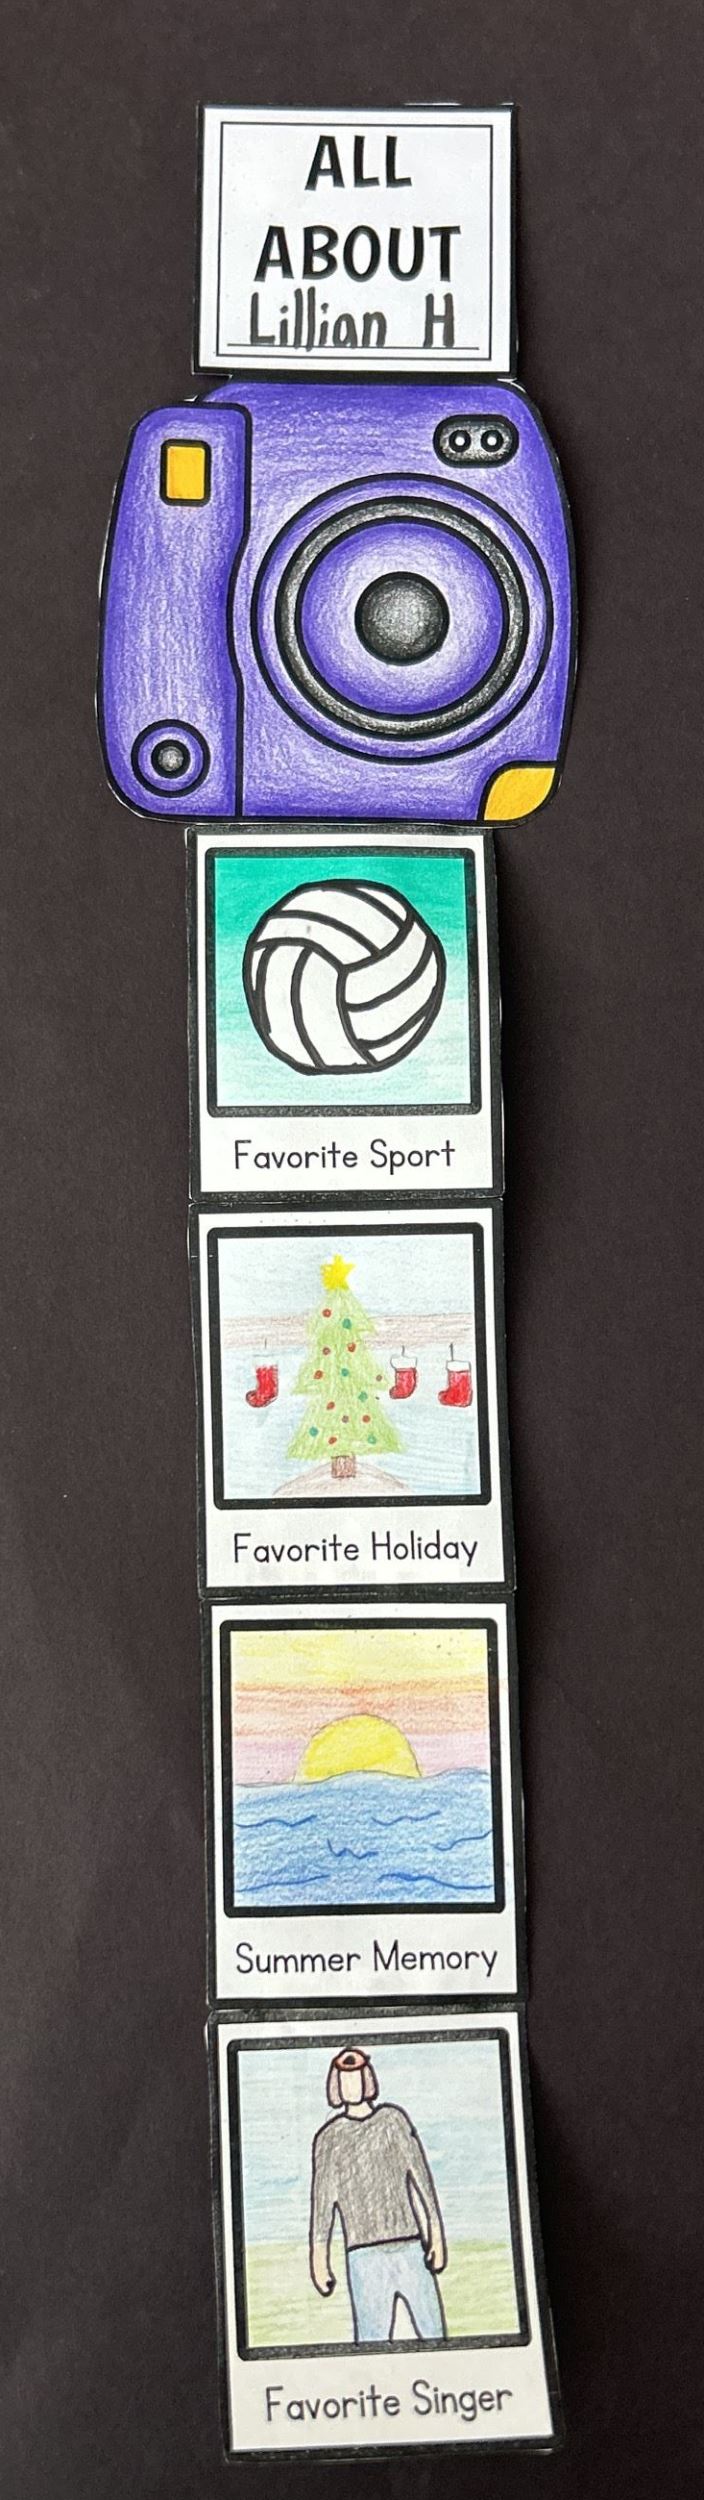 ALL
ABOUT
Lillian H
Favorite Sport
Favorite Holiday
Summer Memory
Favorite Singer